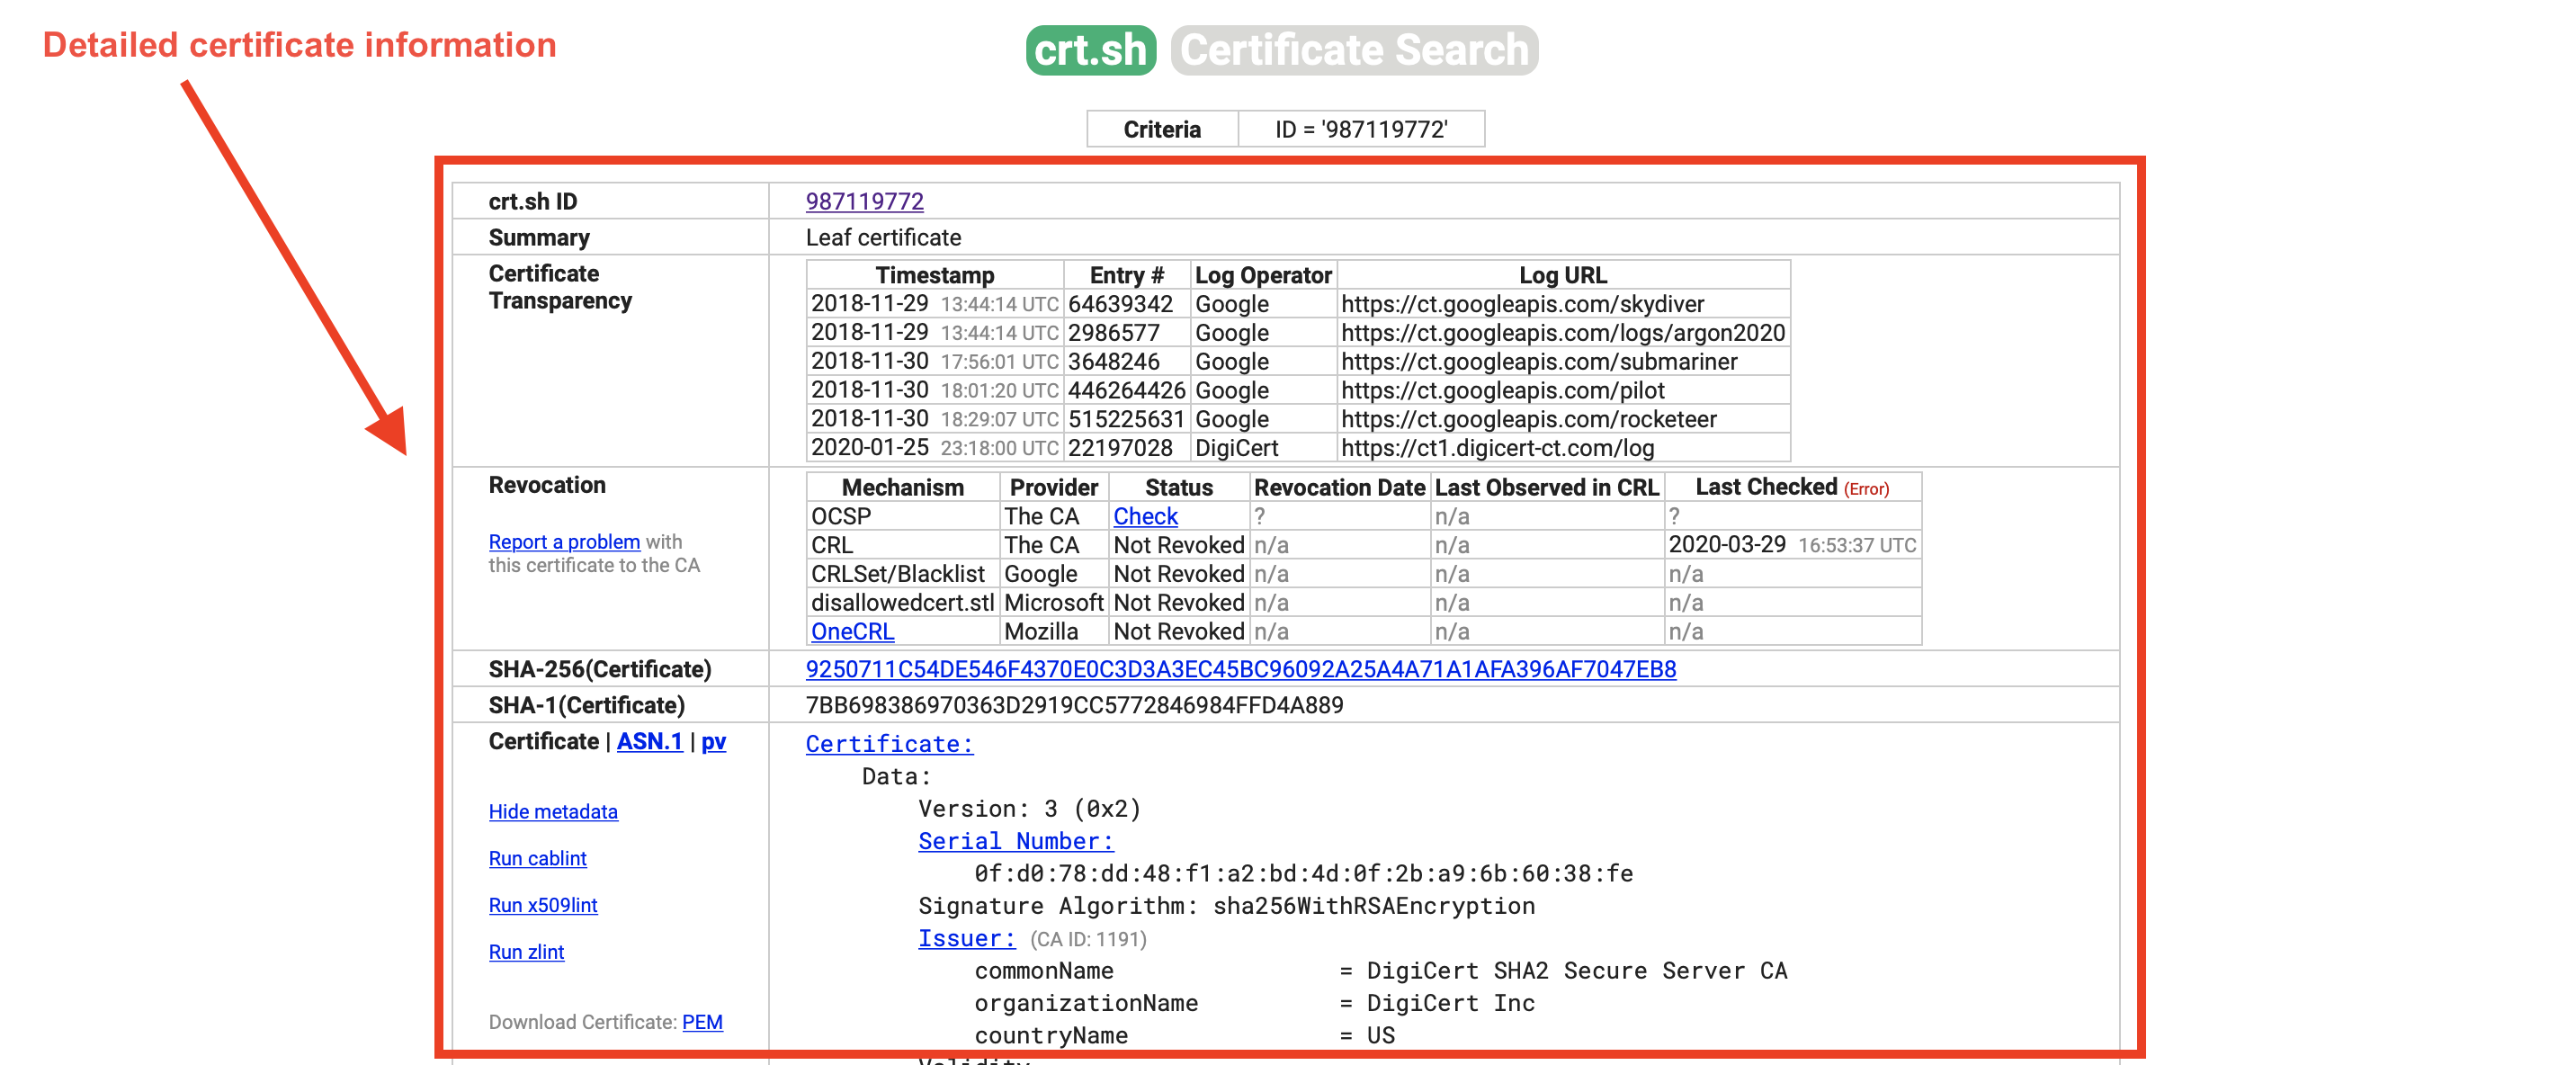 Detailed certificate information
crt.sh Certificate Search
Criteria ID = '987119772'
crt.sh ID 987119772
Summary Leaf certificate
Certificate Transparency
Timestamp Entry # Log Operator Log URL
2018-11-29 13:44:14 UTC 64639342 Google https://ct.googleapis.com/skydiver
2018-11-29 13:44:14 UTC 2986577 Google https://ct.googleapis.com/logs/argon2020
2018-11-30 17:56:01 UTC 3648246 Google https://ct.googleapis.com/submariner
2018-11-30 18:01:20 UTC 446264426 Google https://ct.googleapis.com/pilot
2018-11-30 18:29:07 UTC 515225631 Google https://ct.googleapis.com/rocketeer
2020-01-25 23:18:00 UTC 22197028 DigiCert https://ct1.digicert-ct.com/log
Revocation
Report a problem with
this certificate to the CA
Mechanism Provider Status Revocation Date Last Observed in CRL Last Checked (Error)
OCSP The CA Check ? n/a ?
CRL The CA Not Revoked n/a n/a 2020-03-29 16:53:37 UTC
CRLSet/Blacklist Google Not Revoked n/a n/a n/a
disallowedcert.stl Microsoft Not Revoked n/a n/a n/a
OneCRL Mozilla Not Revoked n/a n/a n/a
SHA-256(Certificate) 9250711C54DE546F4370E0C3D3A3EC45BC96092A25A4A71A1AFA396AF7047EB8
SHA-1(Certificate) 7BB698386970363D2919CC5772846984FFD4A889
Certificate | ASN.1 | pv
Hide metadata
Run cablint
Run x509lint
Run zlint
Download Certificate: PEM
Certificate:
Data:
Version: 3 (0x2)
Serial Number:
0f:d0:78:dd:48:f1:a2:bd:4d:0f:2b:a9:6b:60:38:fe
Signature Algorithm: sha256WithRSAEncryption
Issuer: (CA ID: 1191)
commonName = DigiCert SHA2 Secure Server CA
organizationName = DigiCert Inc
countryName = US
Validity